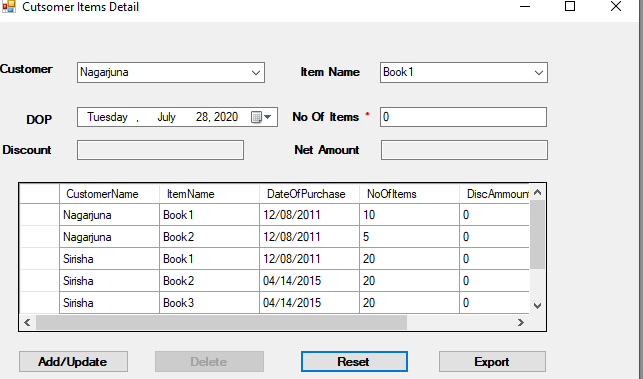 Cutsomer Items Detail
Customer Nagarjuna Item Name Book1
DOP Tuesday , July 28, 2020 No Of Items * 0
Discount Net Amount
CustomerName ItemName DateOfPurchase NoOfItems DiscAmmount
Nagarjuna Book1 12/08/2011 10 0
Nagarjuna Book2 12/08/2011 5 0
Sirisha Book1 12/08/2011 20 0
Sirisha Book2 04/14/2015 20 0
Sirisha Book3 04/14/2015 20 0
Add/Update Delete Reset Export